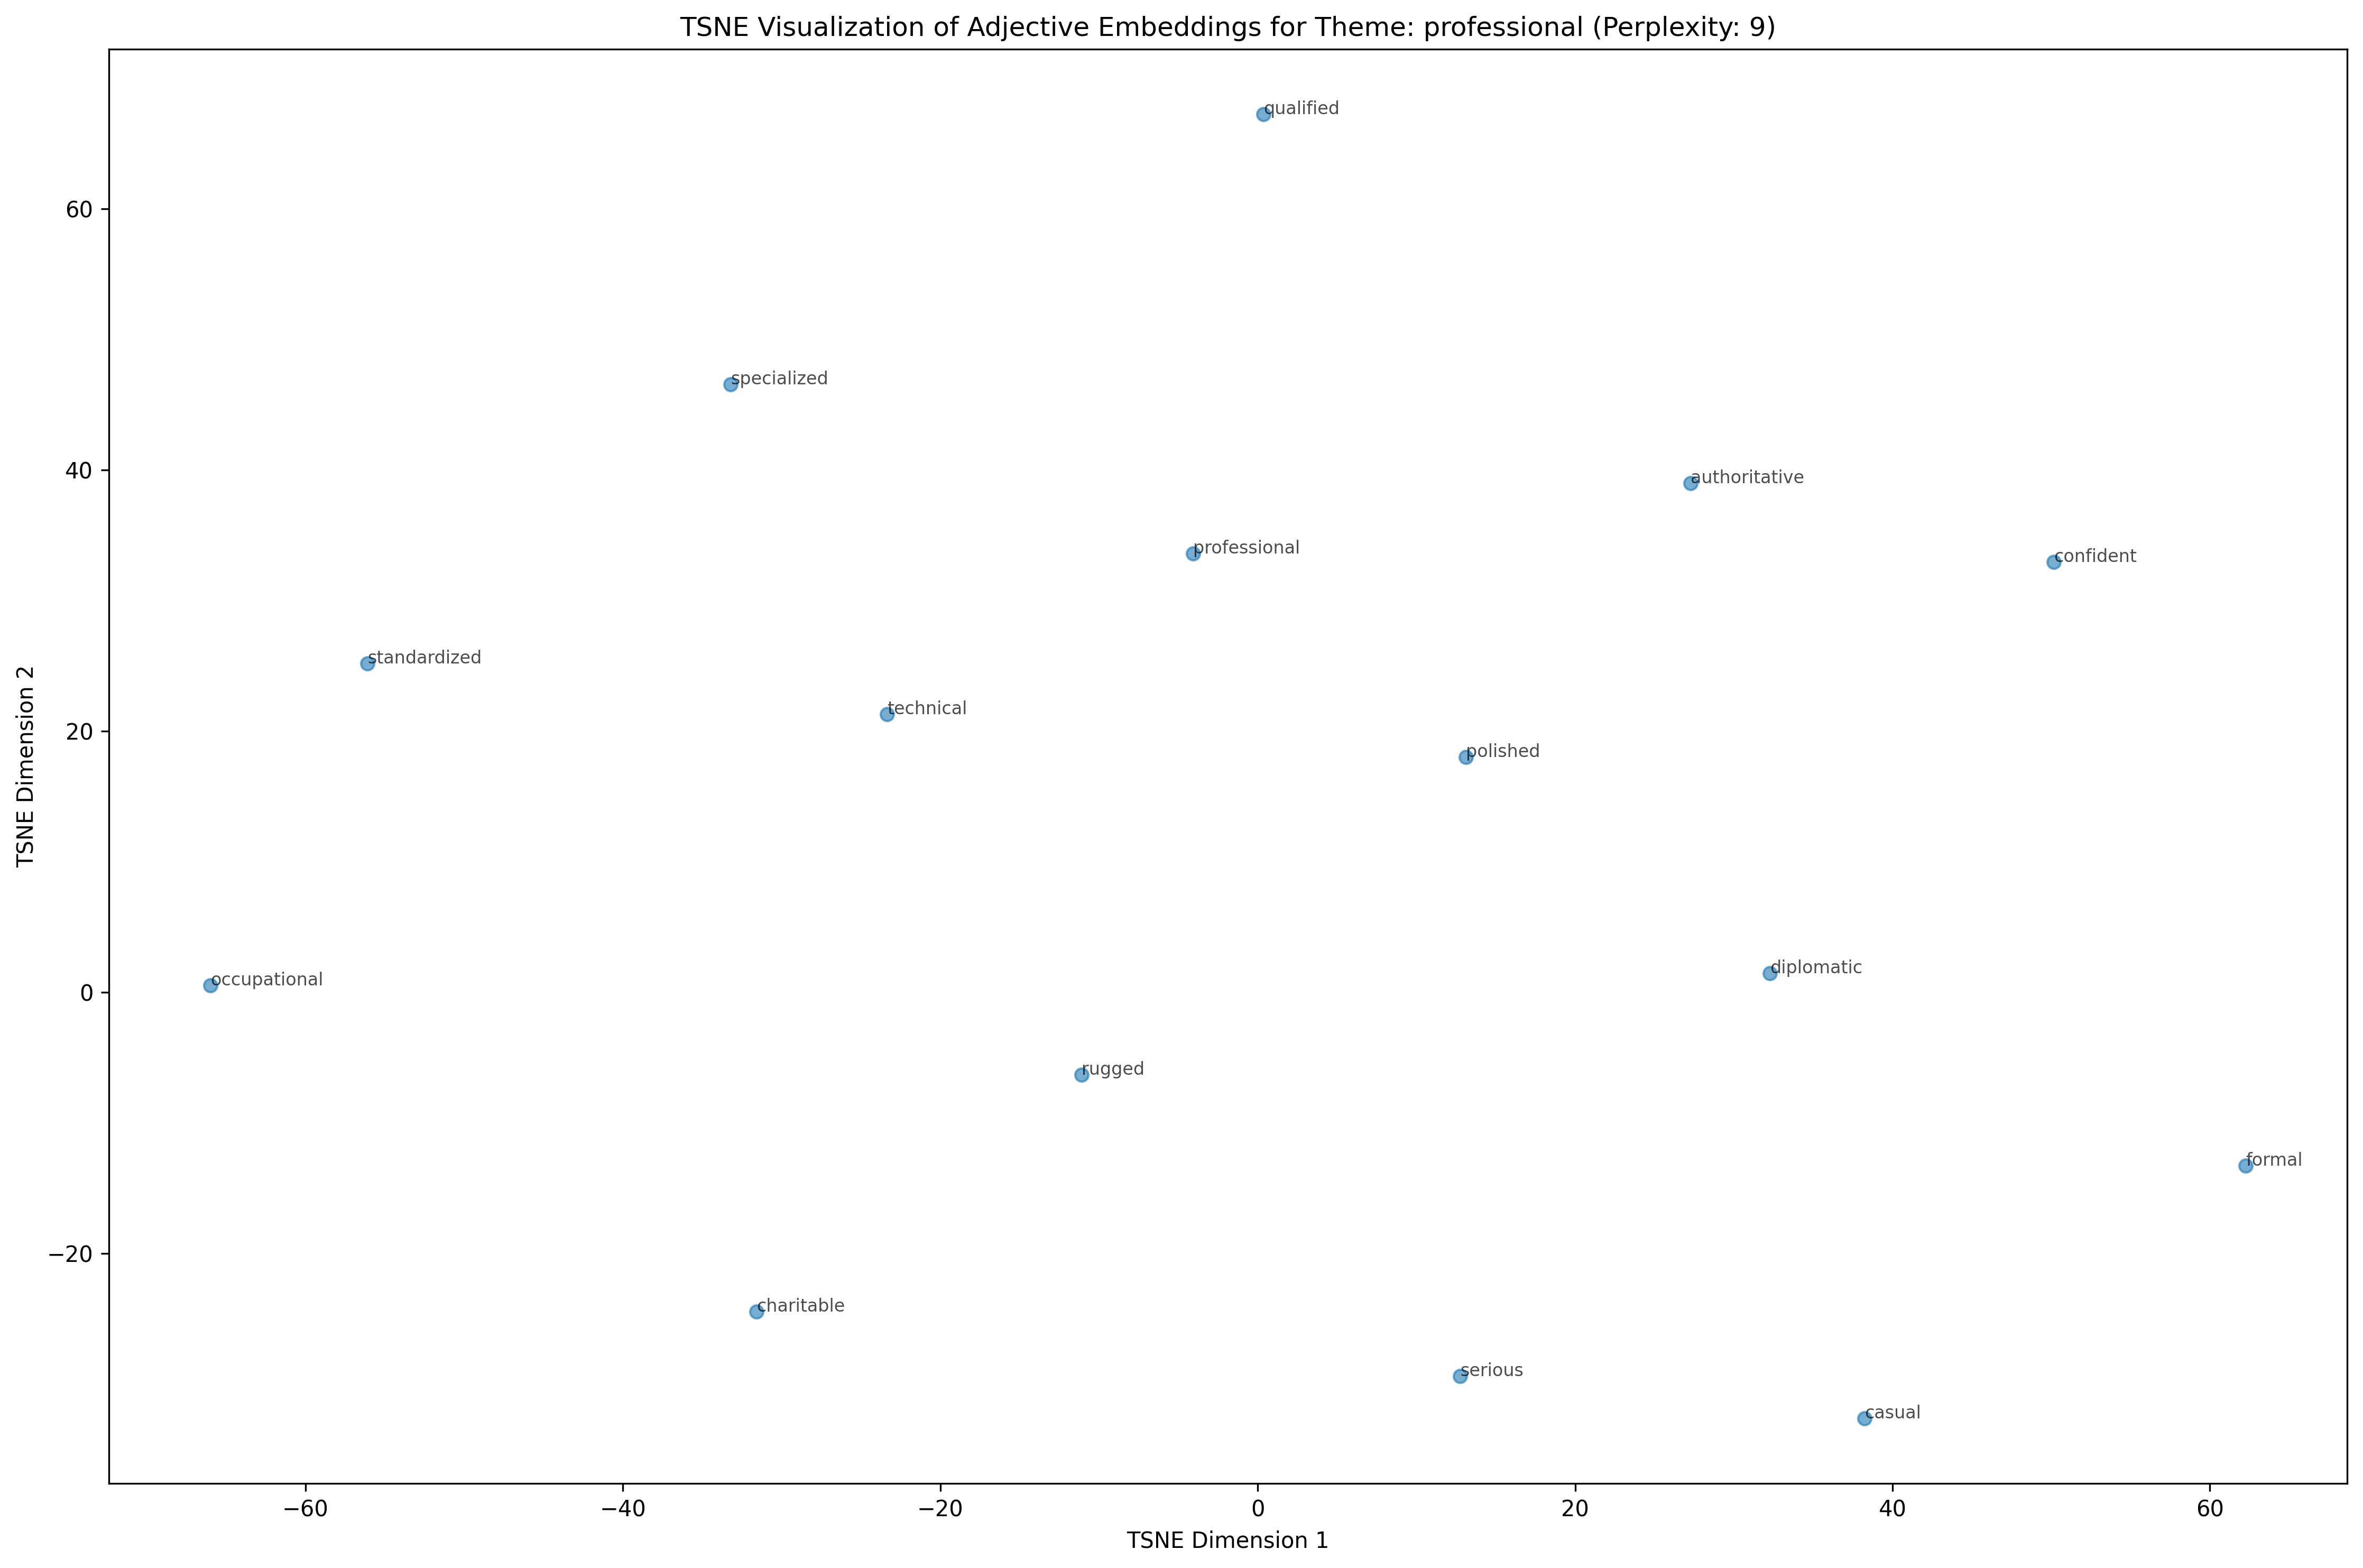 TSNE Visualization of Adjective Embeddings for Theme: professional (Perplexity: 9)
qualified
60
specialized
40
authoritative
professional
confident
standardized
technical
20
polished
TSNE Dimension 2
occupational
0
diplomatic
rugged
formal
−20
charitable
serious
casual
−60
−40
−20
0
20
40
60
TSNE Dimension 1